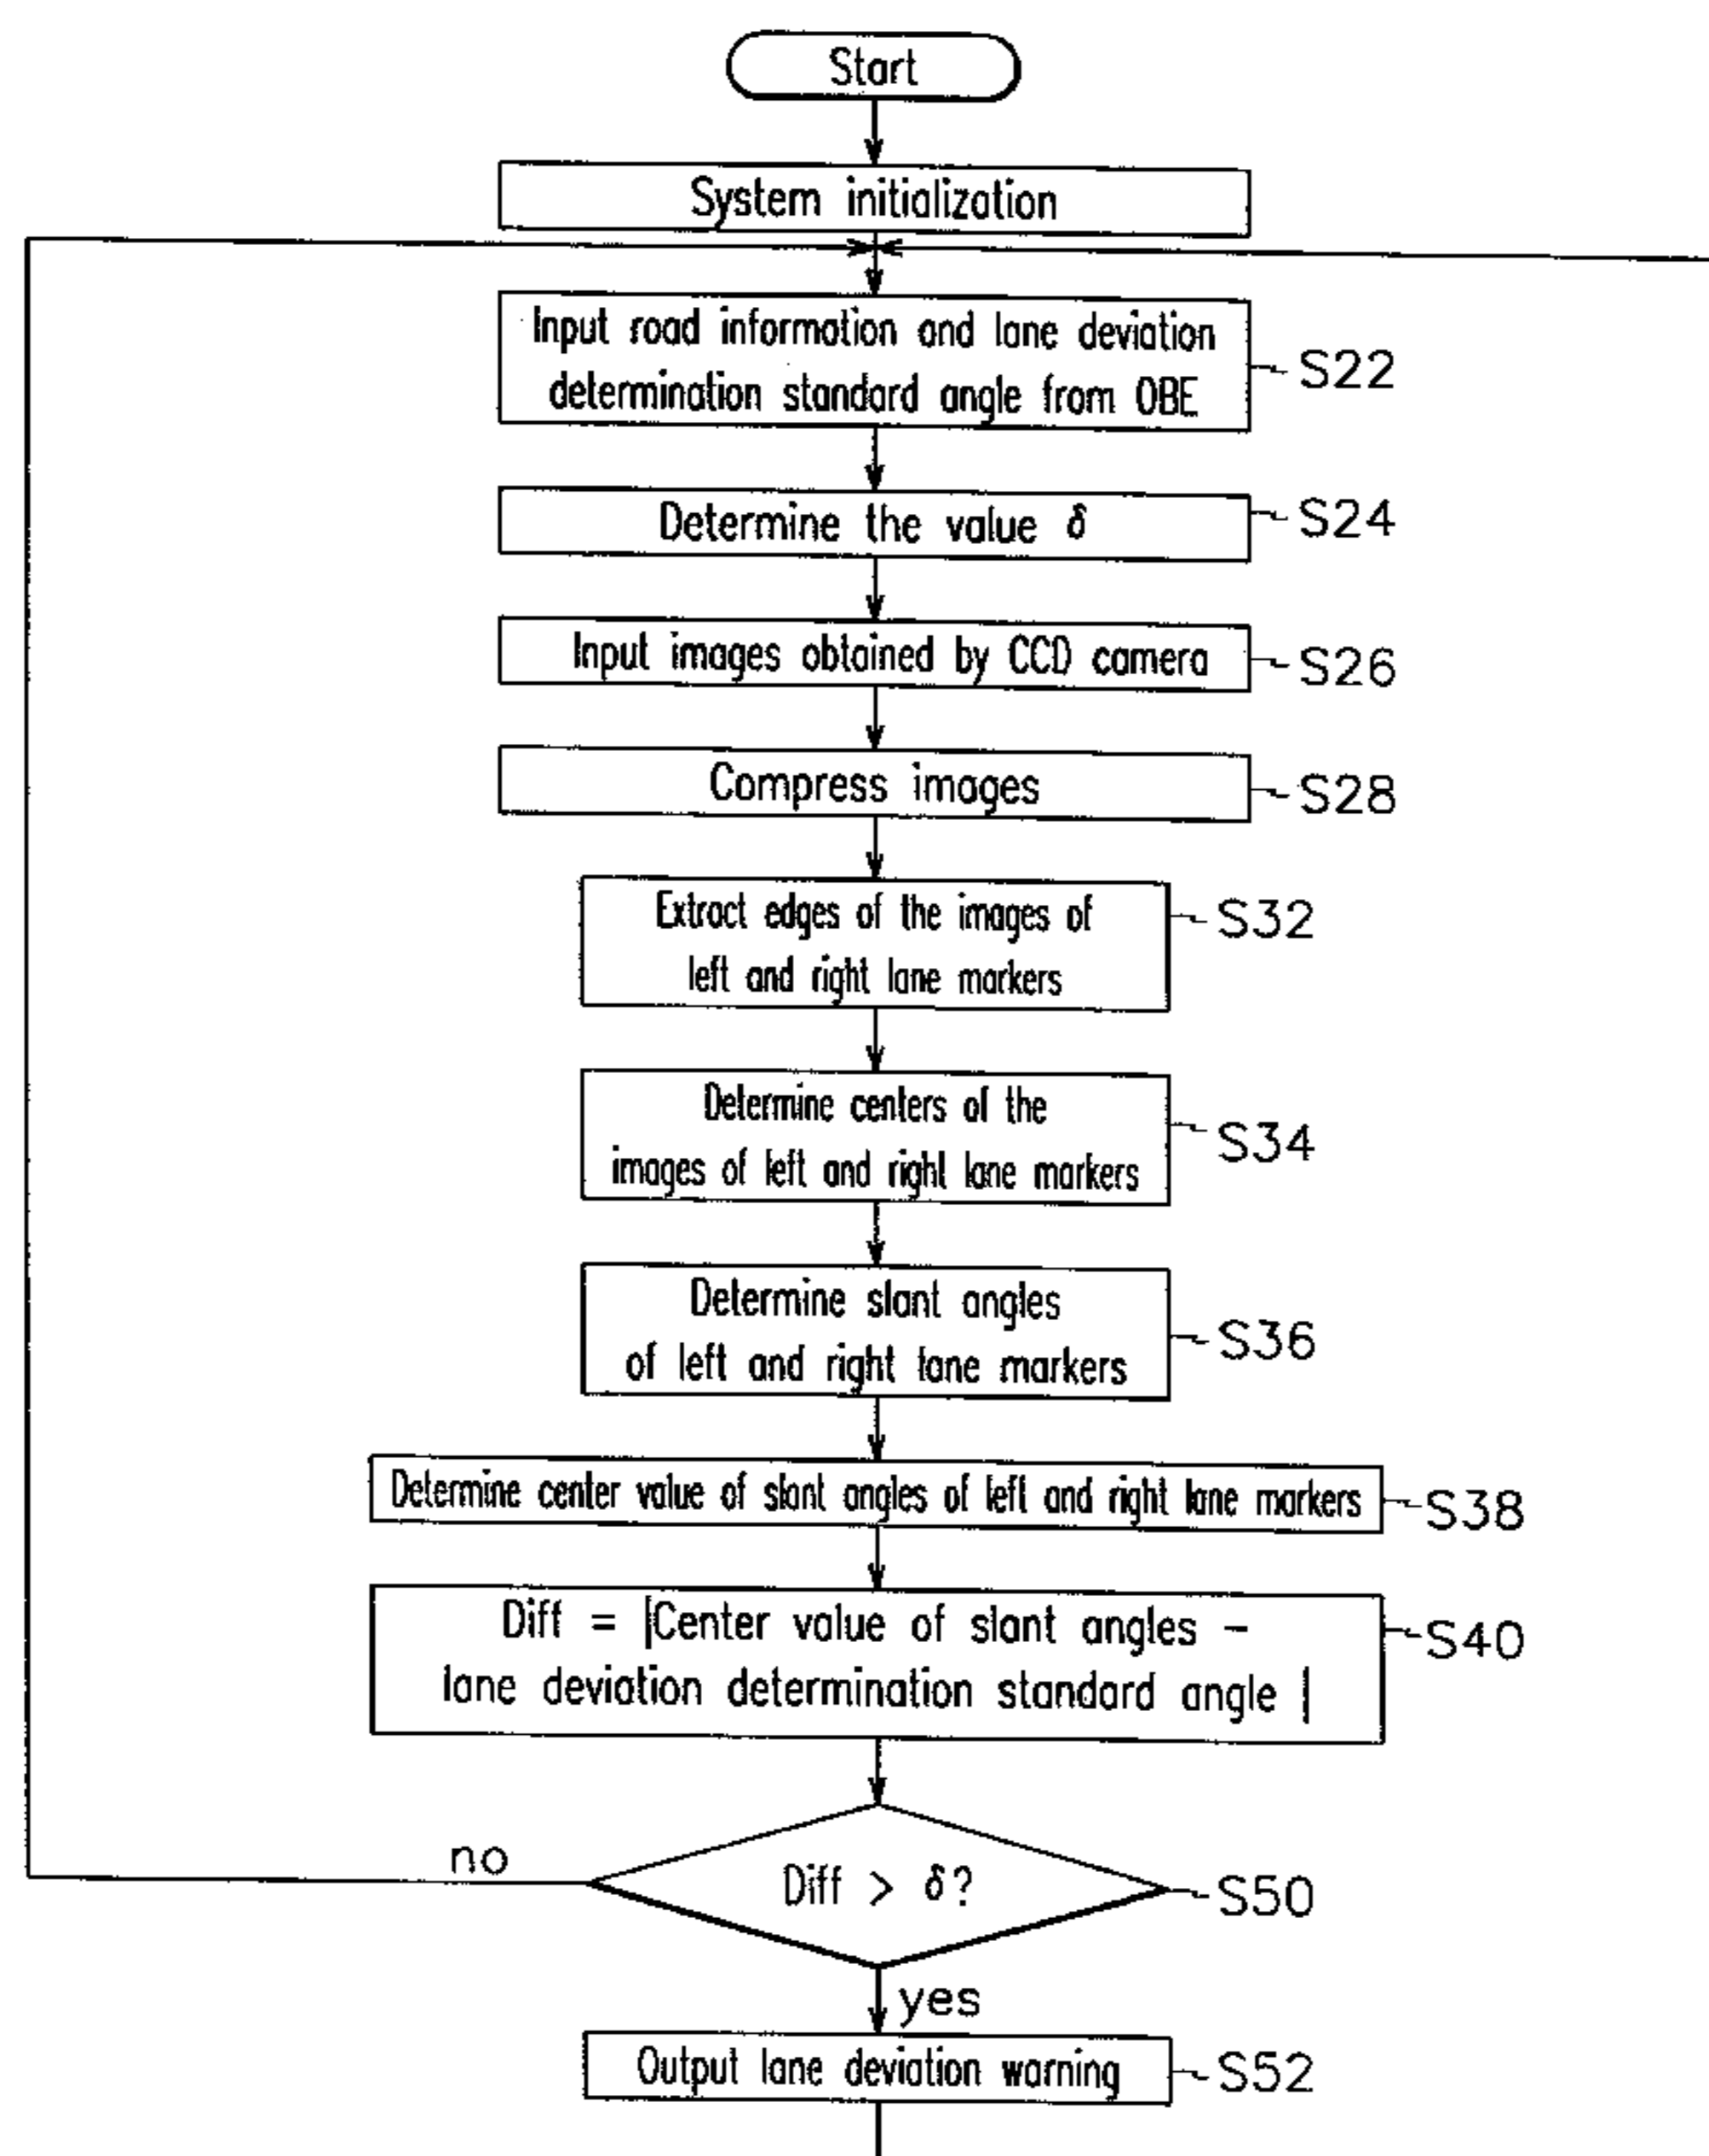 Start
System initialization
Input road information and lane deviation
determination standard angle from OBE
S22
Determine the value δ
S24
Input images obtained by CCD camera
S26
Compress images
S28
Extract edges of the images of
left and right lane markers
S32
Determine centers of the
images of left and right lane markers
S34
Determine slant angles
of left and right lane markers
S36
Determine center value of slant angles of left and right lane markers
S38
Diff = |Center value of slant angles -
lane deviation determination standard angle |
S40
no
Diff > δ?
S50
yes
Output lane deviation warning
S52